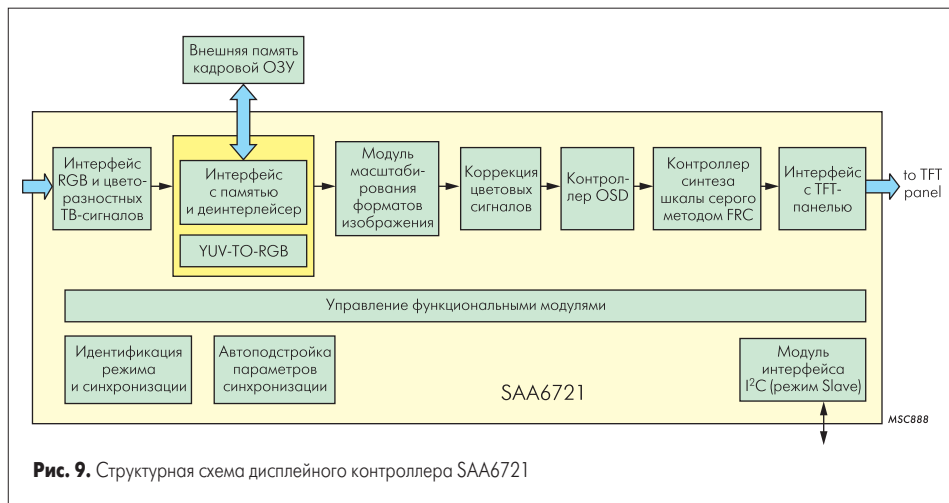 Внешняя память
кадровой ОЗУ
Интерфейс
RGB и цвето-
разностных
ТВ-сигналов
Интерфейс
с памятью
и деинтерлейсер
YUV-TO-RGB
Модуль
масштаби-
рования
форматов
изображения
Коррекция
цветовых
сигналов
Контрол-
лер OSD
Контроллер
синтеза
шкалы серого
методом FRC
Интерфейс
с TFT-
панелью
to TFT
panel
Управление функциональными модулями
Идентификация
режима
и синхронизации
Автоподстройка
параметров
синхронизации
SAA6721
Модуль
интерфейса
I²C (режим Slave)
MSC888
Рис. 9. Структурная схема дисплейного контроллера SAA6721